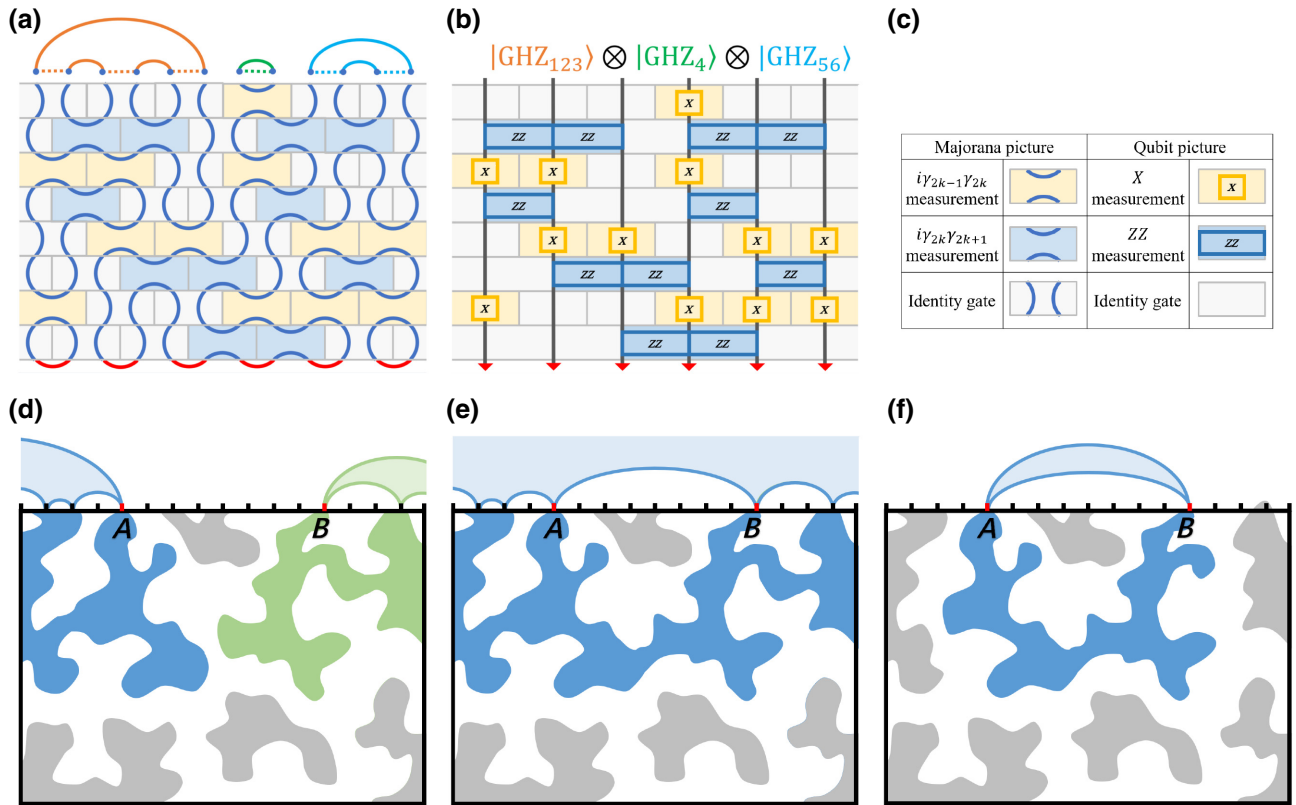 (a)
(b)
|GHZ₁₂₃⟩ ⊗ |GHZ₄⟩ ⊗ |GHZ₅₆⟩
x
zz zz zz zz
x x x
zz zz
x x x x
zz zz zz
x x x x
zz zz
(c)
Majorana picture Qubit picture
iγ₂ₖ₋₁γ₂ₖ measurement X measurement x
iγ₂ₖγ₂ₖ₊₁ measurement ZZ measurement zz
Identity gate Identity gate
(d)
A B
(e)
A B
(f)
A B